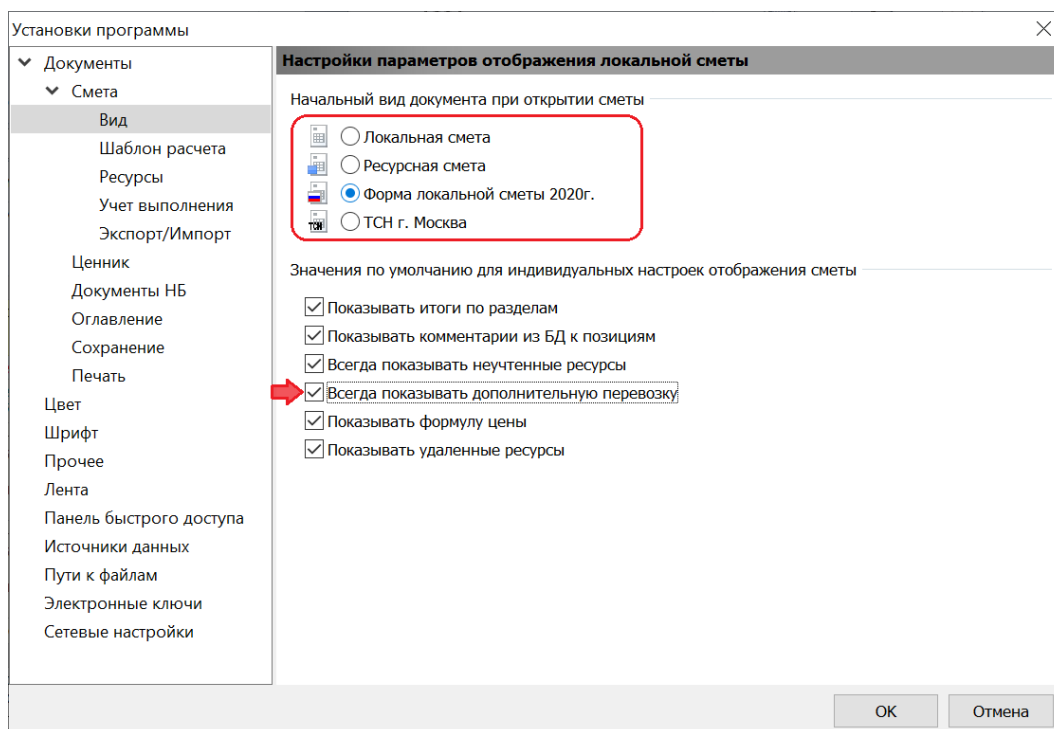 Установки программы
Документы
Смета
Вид
Шаблон расчета
Ресурсы
Учет выполнения
Экспорт/Импорт
Ценник
Документы НБ
Оглавление
Сохранение
Печать
Цвет
Шрифт
Прочее
Лента
Панель быстрого доступа
Источники данных
Пути к файлам
Электронные ключи
Сетевые настройки
Настройки параметров отображения локальной сметы
Начальный вид документа при открытии сметы
Локальная смета
Ресурсная смета
Форма локальной сметы 2020г.
ТСН ТСН г. Москва
Значения по умолчанию для индивидуальных настроек отображения сметы
Показывать итоги по разделам
Показывать комментарии из БД к позициям
Всегда показывать неучтенные ресурсы
Всегда показывать дополнительную перевозку
Показывать формулу цены
Показывать удаленные ресурсы
OK Отмена